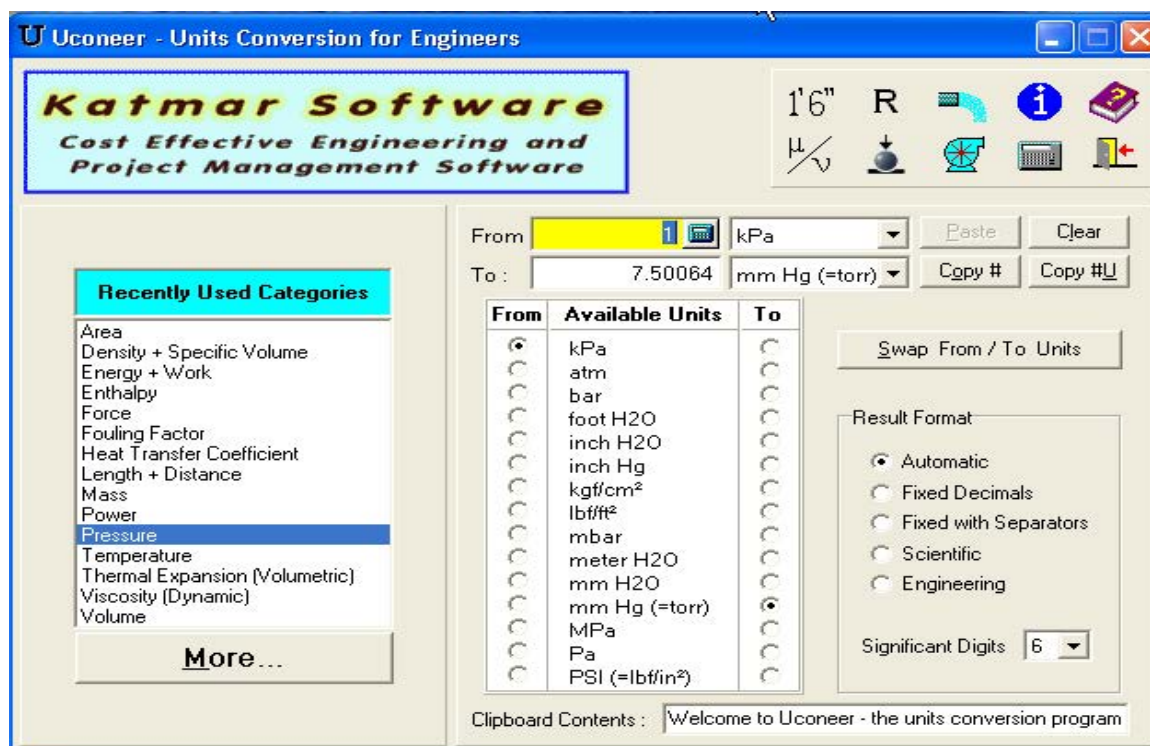 U Uconeer - Units Conversion for Engineers
Katmar Software
Cost Effective Engineering and
Project Management Software
1'6" R
μ/ν
Recently Used Categories
Area
Density + Specific Volume
Energy + Work
Enthalpy
Force
Fouling Factor
Heat Transfer Coefficient
Length + Distance
Mass
Power
Pressure
Temperature
Thermal Expansion (Volumetric)
Viscosity (Dynamic)
Volume
More...
From 1 kPa Paste Clear
To : 7.50064 mm Hg (=torr) Copy # Copy #U
From Available Units To
kPa
atm
bar
foot H2O
inch H2O
inch Hg
kgf/cm²
lbf/ft²
mbar
meter H2O
mm H2O
mm Hg (=torr)
MPa
Pa
PSI (=lbf/in²)
Swap From / To Units
Result Format
Automatic
Fixed Decimals
Fixed with Separators
Scientific
Engineering
Significant Digits 6
Clipboard Contents : Welcome to Uconeer - the units conversion program